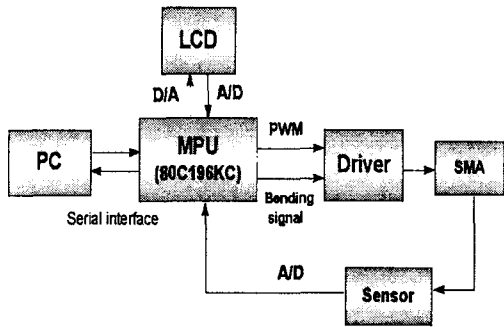 LCD
D/A
A/D
MPU
(80C196KC)
PC
Serial interface
PWM
Bending
signal
Driver
SMA
A/D
Sensor